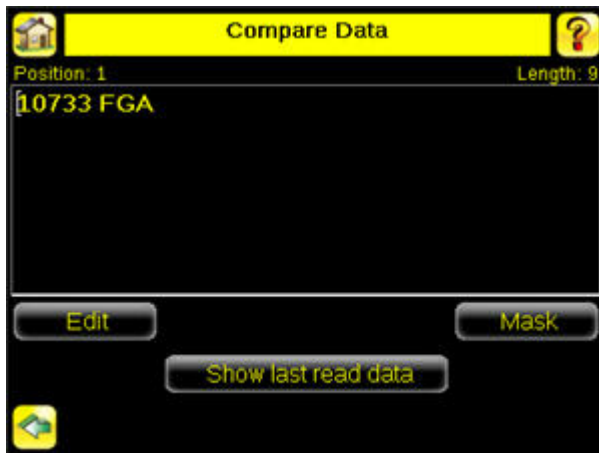 Compare Data
Position: 1 Length: 9
10733 FGA
Edit Mask
Show last read data